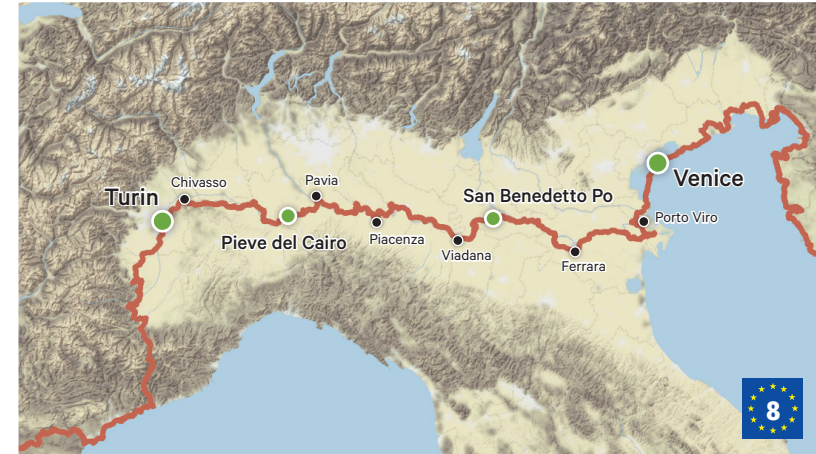 Turin
Chivasso
Pavia
Pieve del Cairo
Piacenza
San Benedetto Po
Viadana
Ferrara
Venice
Porto Viro
8